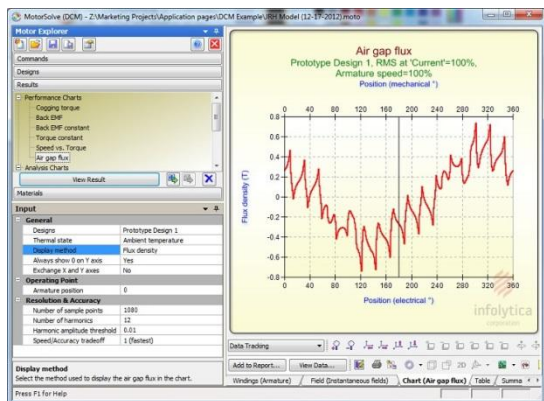 MotorSolve (DCM) - Z:\Marketing Projects\Application pages\DCM Example\IRH Model (12-17-2012).moto
Motor Explorer
Commands
Designs
Results
Performance Charts
Cogging torque
Back EMF
Back EMF constant
Torque constant
Speed vs. Torque
Air gap flux
Analysis Charts
View Result
Materials
Input
General
Designs Prototype Design 1
Thermal state Ambient temperature
Display method Flux density
Always show 0 on Y axis Yes
Exchange X and Y axes No
Operating Point
Armature position 0
Resolution & Accuracy
Number of sample points 1080
Number of harmonics 12
Harmonic amplitude threshold 0.01
Speed/Accuracy tradeoff 1 (fastest)
Display method
Select the method used to display the air gap flux in the chart.
Press F1 for Help
Air gap flux
Prototype Design 1, RMS at 'Current'=100%,
Armature speed=100%
Position (mechanical °)
0 40 80 120 160 200 240 280 320 360
0.8
0.6
0.4
0.2
0
-0.2
-0.4
-0.6
-0.8
Flux density (T)
0 40 80 120 160 200 240 280 320 360
Position (electrical °)
infolytica
corporation
Data Tracking
Add to Report... View Data... 2D
Windings (Armature) Field (Instantaneous fields) Chart (Air gap flux) Table Summa